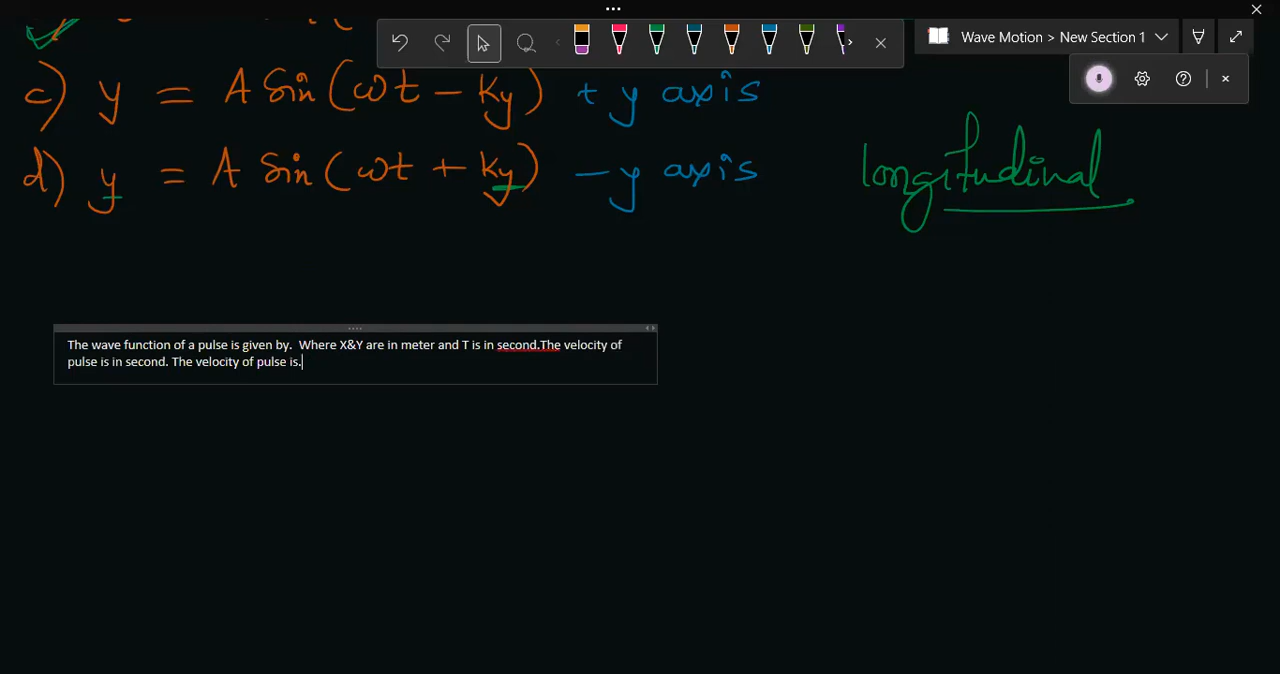 Wave Motion > New Section 1
c) y = A Sin (ωt − ky) + y axis
d) y = A Sin (ωt + ky) − y axis
longitudinal
The wave function of a pulse is given by. Where X&Y are in meter and T is in second.The velocity of
pulse is in second. The velocity of pulse is.